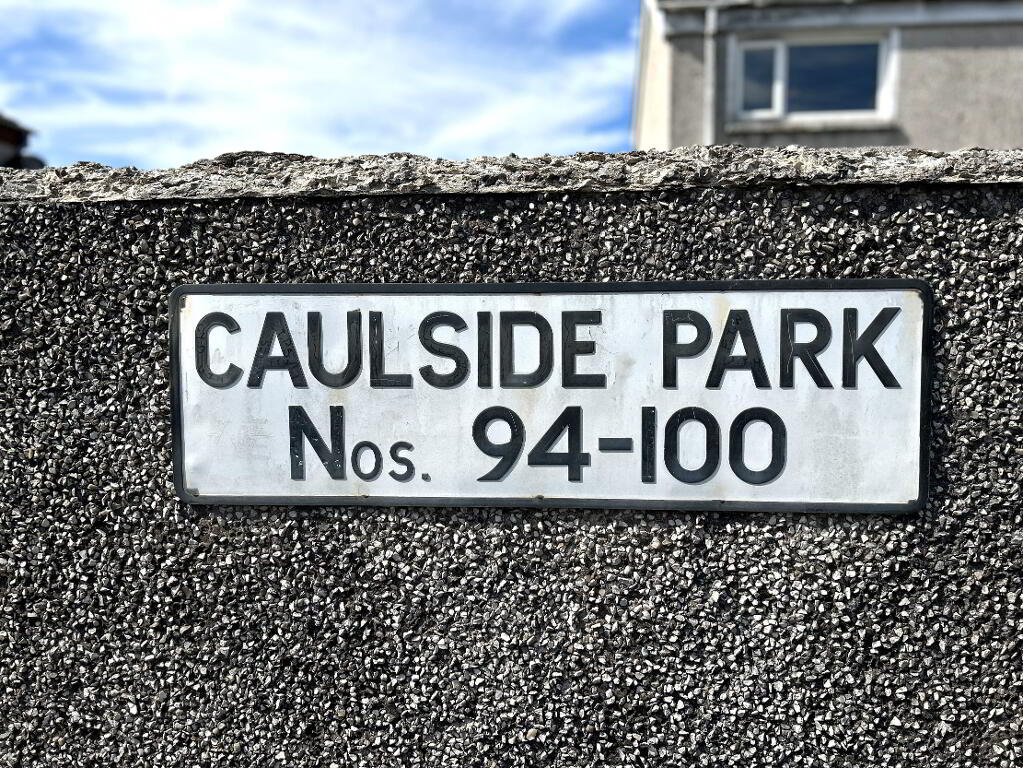 CAULSIDE PARK
Nos. 94-100